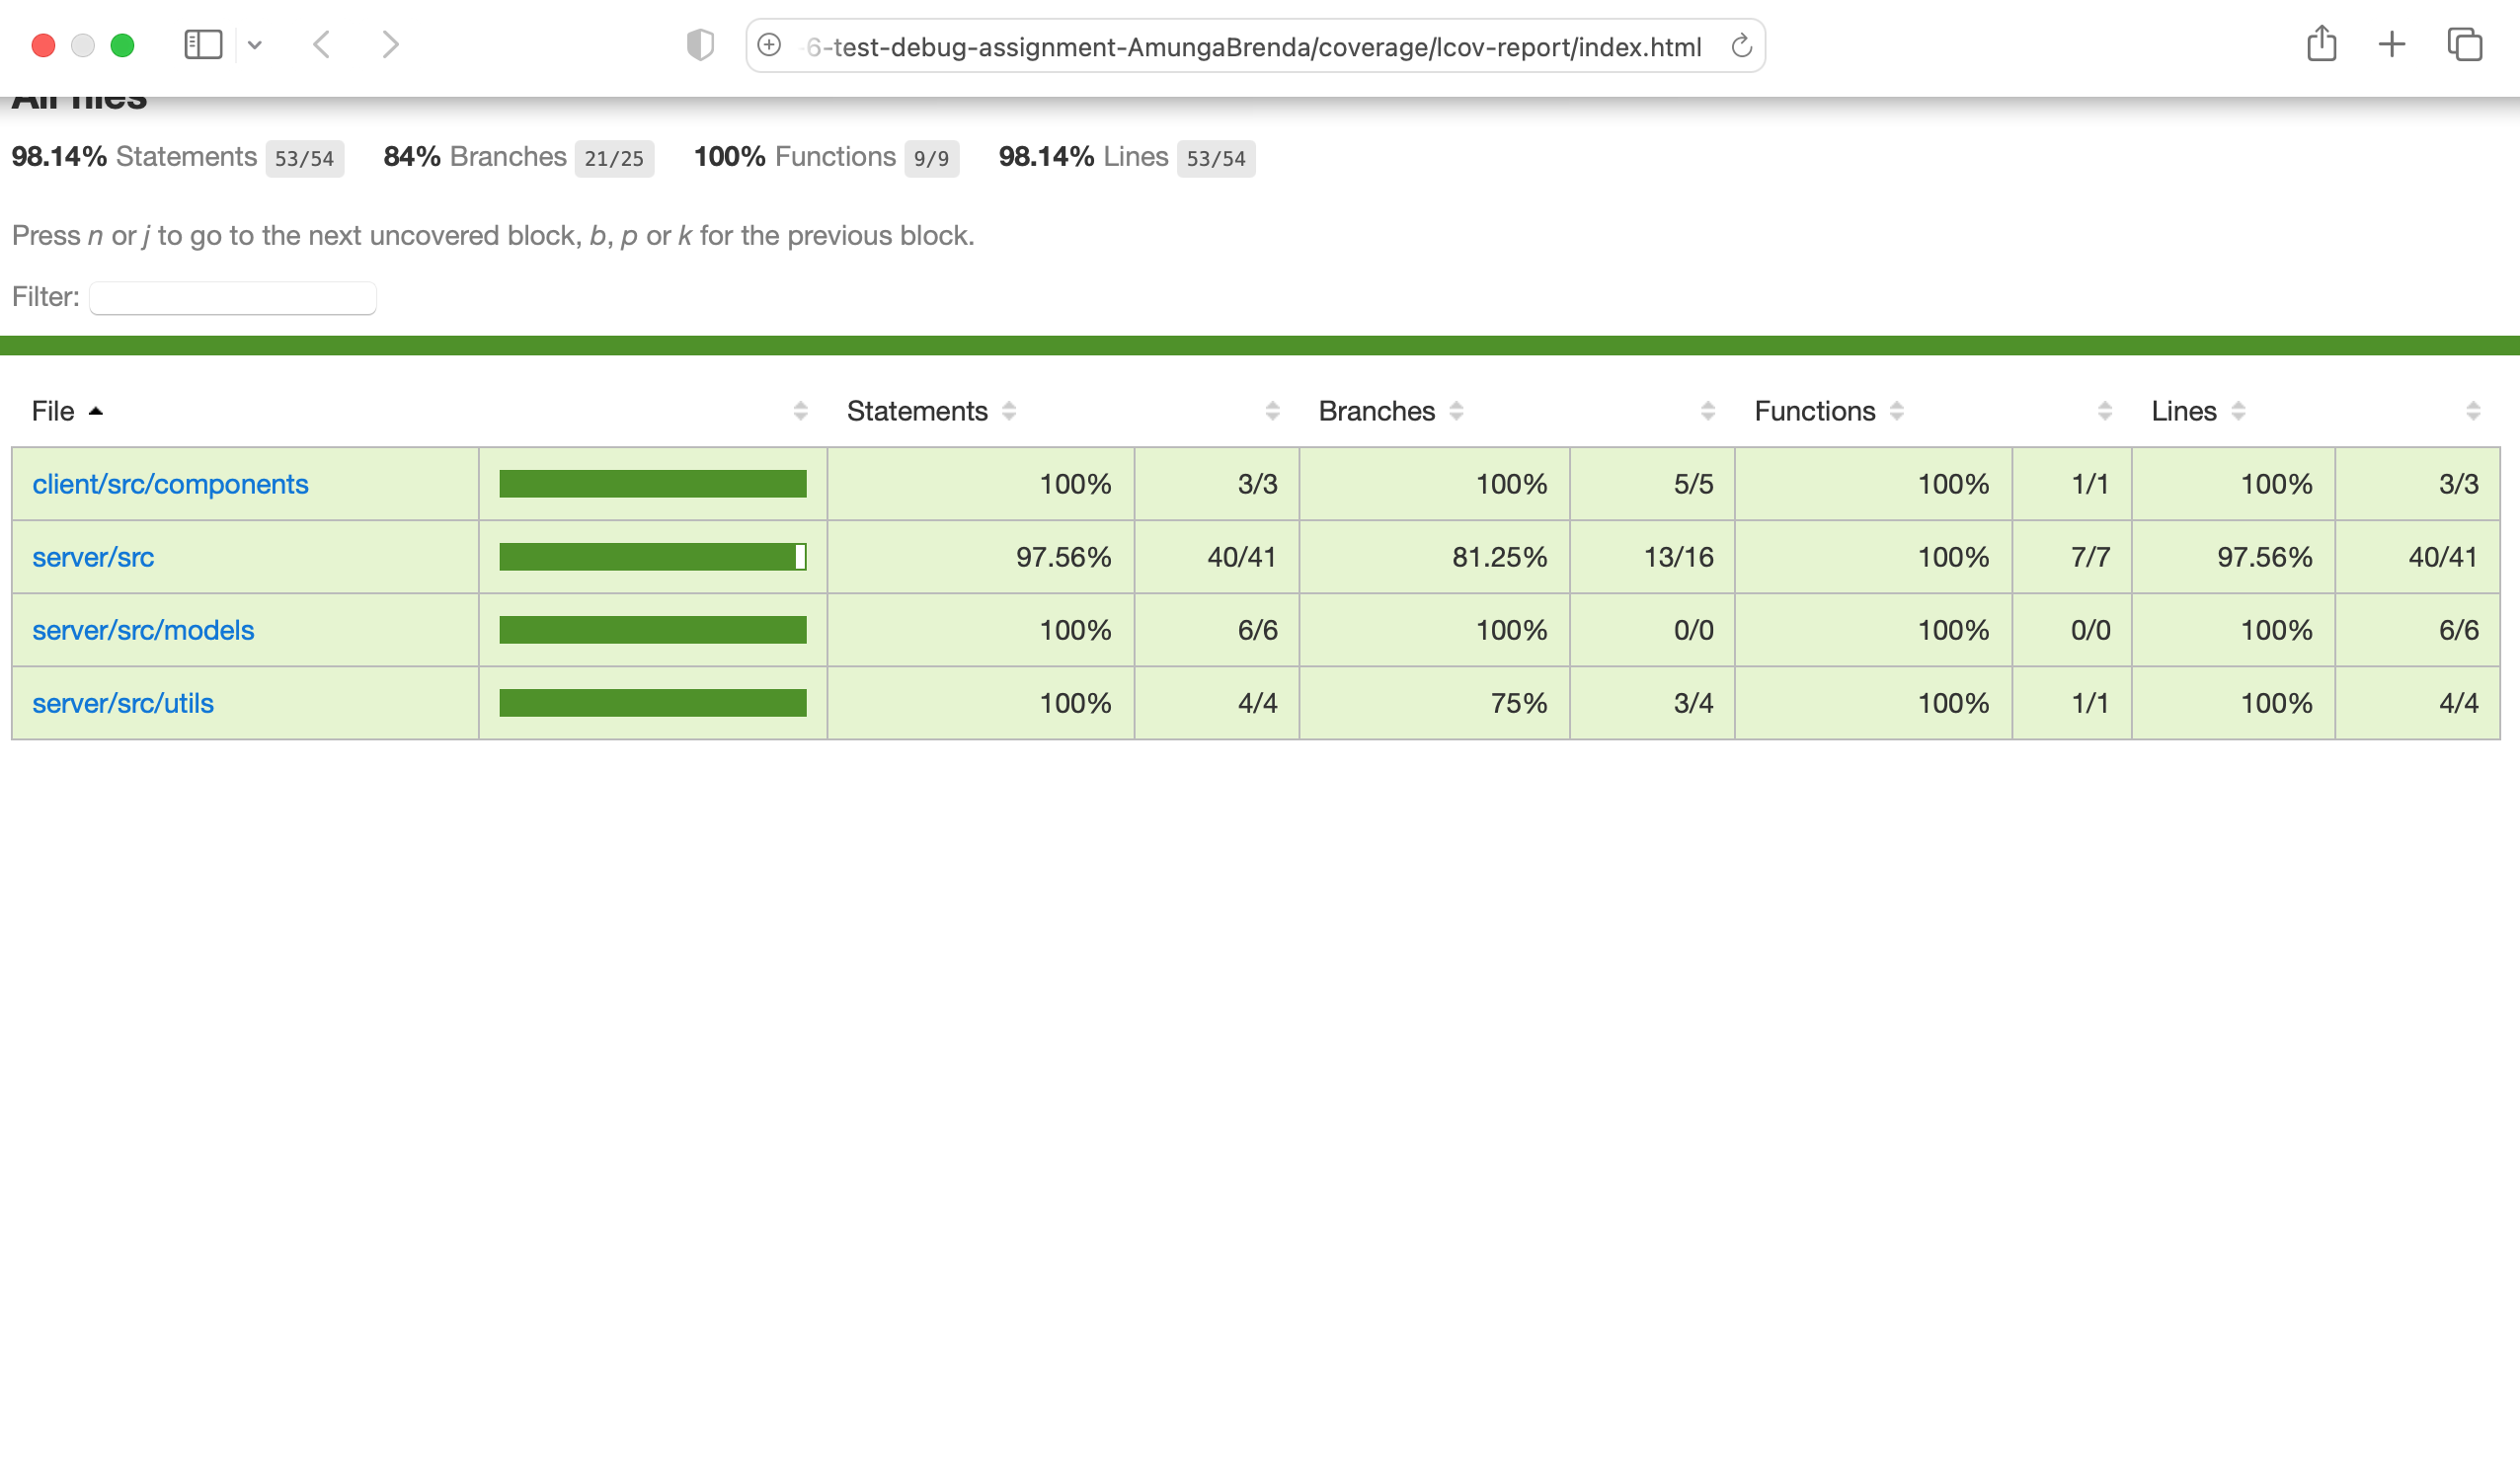 -6-test-debug-assignment-AmungaBrenda/coverage/lcov-report/index.html
All files
98.14% Statements 53/54 84% Branches 21/25 100% Functions 9/9 98.14% Lines 53/54
Press n or j to go to the next uncovered block, b, p or k for the previous block.
Filter:
File Statements Branches Functions Lines
client/src/components 100% 3/3 100% 5/5 100% 1/1 100% 3/3
server/src 97.56% 40/41 81.25% 13/16 100% 7/7 97.56% 40/41
server/src/models 100% 6/6 100% 0/0 100% 0/0 100% 6/6
server/src/utils 100% 4/4 75% 3/4 100% 1/1 100% 4/4